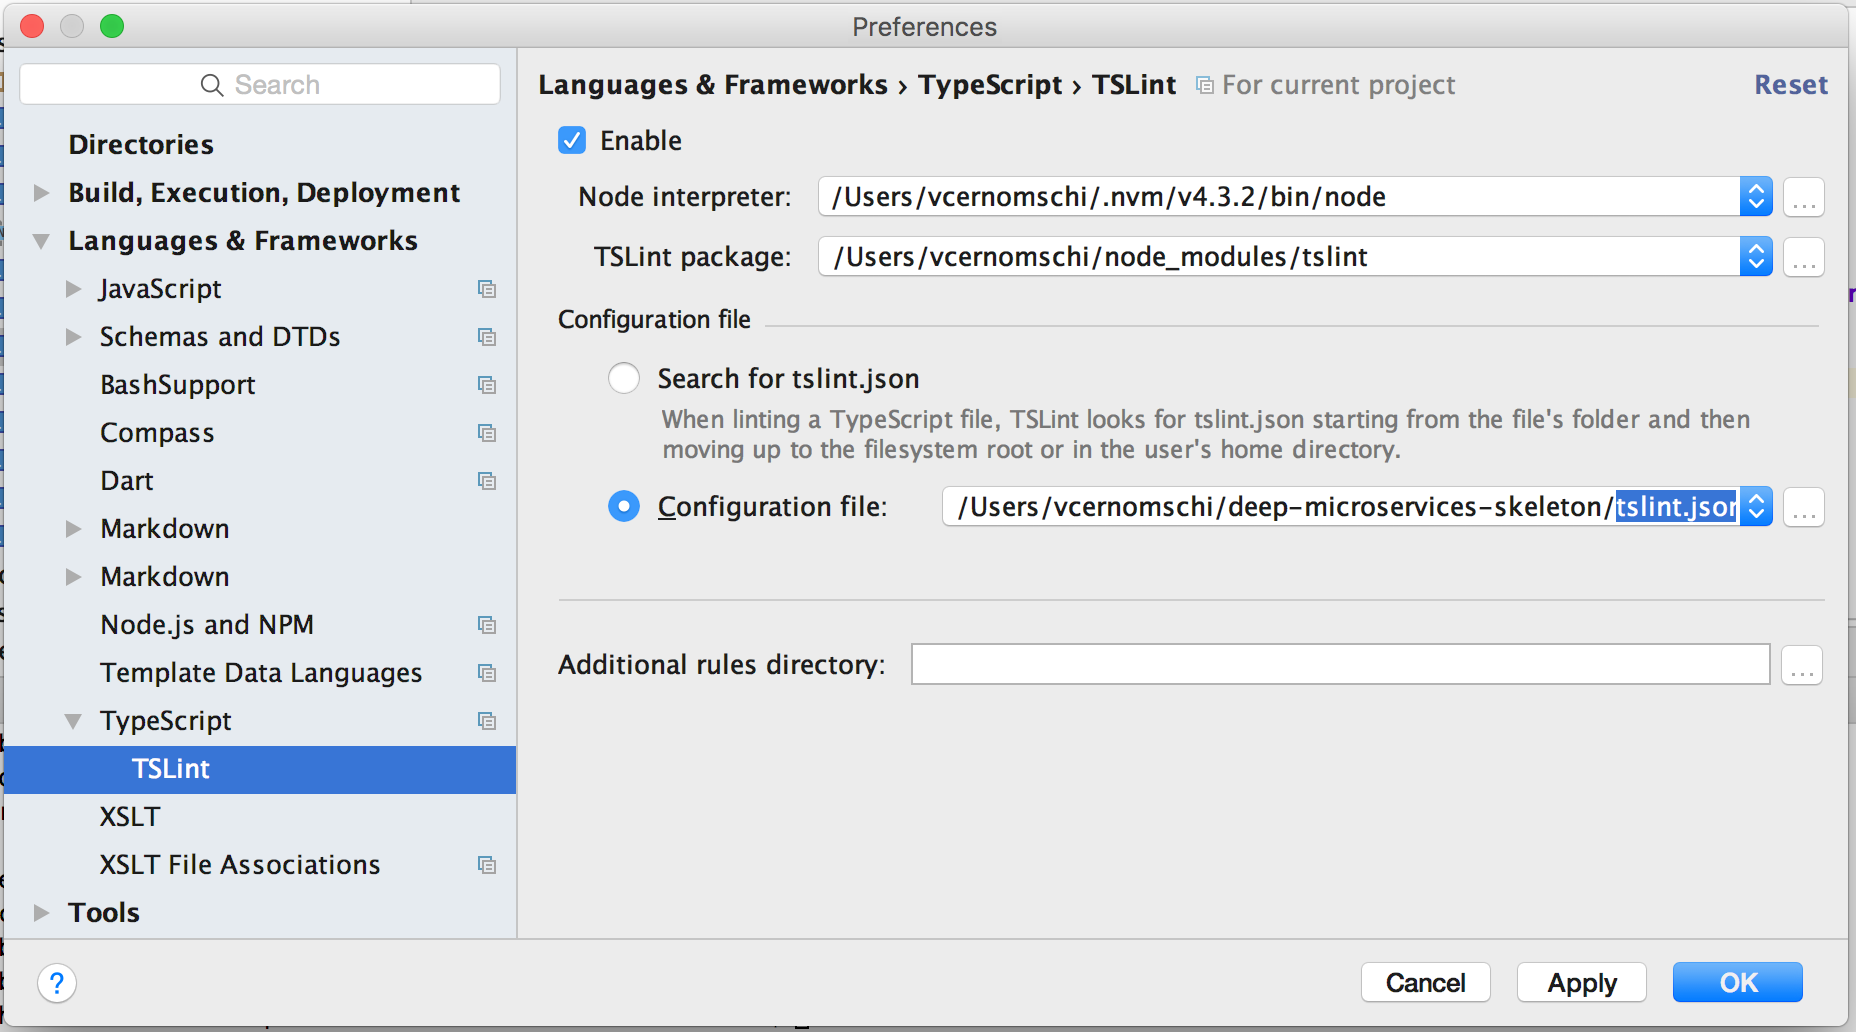 Preferences
Search
Directories
Build, Execution, Deployment
Languages & Frameworks
JavaScript
Schemas and DTDs
BashSupport
Compass
Dart
Markdown
Markdown
Node.js and NPM
Template Data Languages
TypeScript
TSLint
XSLT
XSLT File Associations
Tools
Languages & Frameworks › TypeScript › TSLint For current project Reset
Enable
Node interpreter: /Users/vcernomschi/.nvm/v4.3.2/bin/node ...
TSLint package: /Users/vcernomschi/node_modules/tslint ...
Configuration file
Search for tslint.json
When linting a TypeScript file, TSLint looks for tslint.json starting from the file's folder and then
moving up to the filesystem root or in the user's home directory.
Configuration file: /Users/vcernomschi/deep-microservices-skeleton/tslint.json ...
Additional rules directory: ...
? Cancel Apply OK